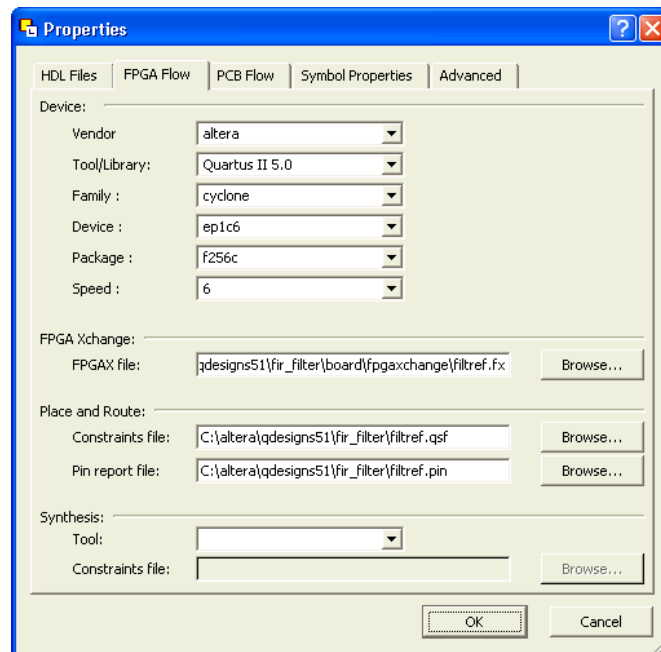 Properties
HDL Files FPGA Flow PCB Flow Symbol Properties Advanced
Device:
Vendor altera
Tool/Library: Quartus II 5.0
Family : cyclone
Device : ep1c6
Package : f256c
Speed : 6
FPGA Xchange:
FPGAX file: qdesigns51\fir_filter\board\fpgaxchange\filtref.fx Browse...
Place and Route:
Constraints file: C:\altera\qdesigns51\fir_filter\filtref.qsf Browse...
Pin report file: C:\altera\qdesigns51\fir_filter\filtref.pin Browse...
Synthesis:
Tool:
Constraints file: Browse...
OK Cancel